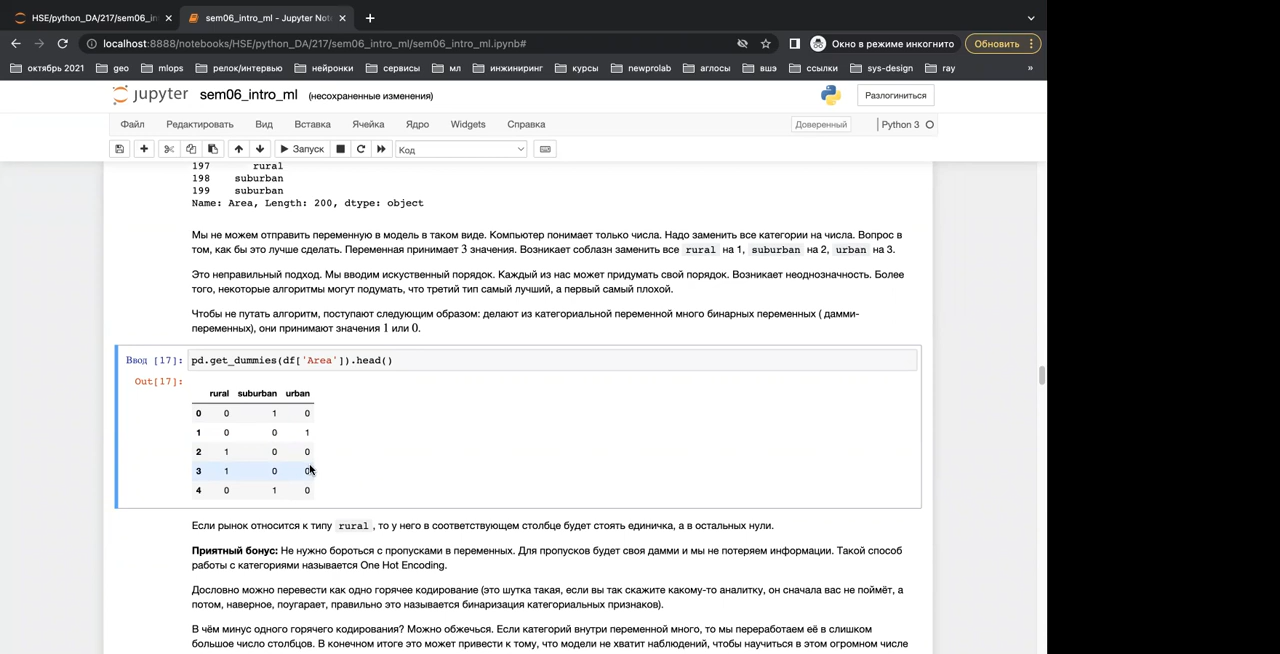 HSE/python_DA/217/sem06_in
sem06_intro_ml - Jupyter Not
localhost:8888/notebooks/HSE/python_DA/217/sem06_intro_ml/sem06_intro_ml.ipynb#
Окно в режиме инкогнито
Обновить
октябрь 2021 geo mlops релок/интервью нейронки сервисы мл инжиниринг курсы newprolab аглосы вшэ ссылки sys-design ray »
jupyter sem06_intro_ml (несохраненные изменения)
Разлогиниться
Файл Редактировать Вид Вставка Ячейка Ядро Widgets Справка
Доверенный Python 3
Запуск Код
197 rural
198 suburban
199 suburban
Name: Area, Length: 200, dtype: object
Мы не можем отправить переменную в модель в таком виде. Компьютер понимает только числа. Надо заменить все категории на числа. Вопрос в
том, как бы это лучше сделать. Переменная принимает 3 значения. Возникает соблазн заменить все rural на 1, suburban на 2, urban на 3.
Это неправильный подход. Мы вводим искуственный порядок. Каждый из нас может придумать свой порядок. Возникает неоднозначность. Более
того, некоторые алгоритмы могут подумать, что третий тип самый лучший, а первый самый плохой.
Чтобы не путать алгоритм, поступают следующим образом: делают из категориальной переменной много бинарных переменных ( дамми-
переменных), они принимают значения 1 или 0.
Ввод [17]: pd.get_dummies(df['Area']).head()
Out[17]:
rural suburban urban
0 0 1 0
1 0 0 1
2 1 0 0
3 1 0 0
4 0 1 0
Если рынок относится к типу rural , то у него в соответствующем столбце будет стоять единичка, а в остальных нули.
Приятный бонус: Не нужно бороться с пропусками в переменных. Для пропусков будет своя дамми и мы не потеряем информации. Такой способ
работы с категориями называется One Hot Encoding.
Дословно можно перевести как одно горячее кодирование (это шутка такая, если вы так скажите какому-то аналитку, он сначала вас не поймёт, а
потом, наверное, поугарает, правильно это называется бинаризация категориальных признаков).
В чём минус одного горячего кодирования? Можно обжечься. Если категорий внутри переменной много, то мы переработаем её в слишком
большое число столбцов. В конечном итоге это может привести к тому, что модели не хватит наблюдений, чтобы научиться в этом огромном числе